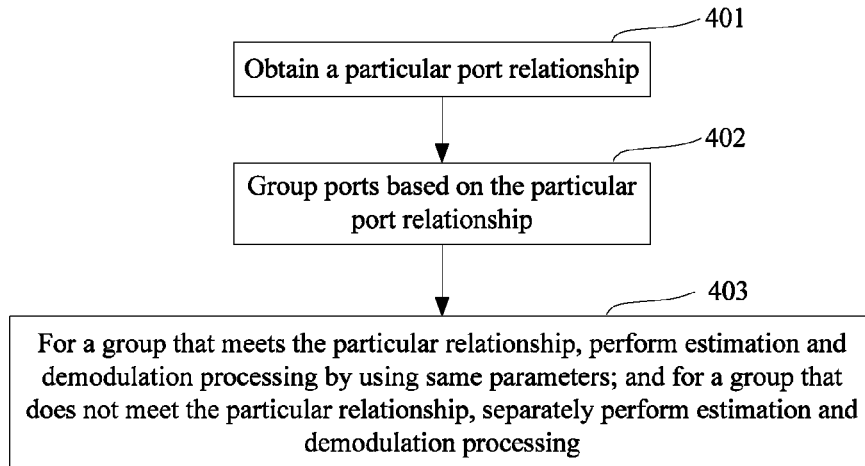 401
Obtain a particular port relationship
402
Group ports based on the particular
port relationship
403
For a group that meets the particular relationship, perform estimation and
demodulation processing by using same parameters; and for a group that
does not meet the particular relationship, separately perform estimation and
demodulation processing